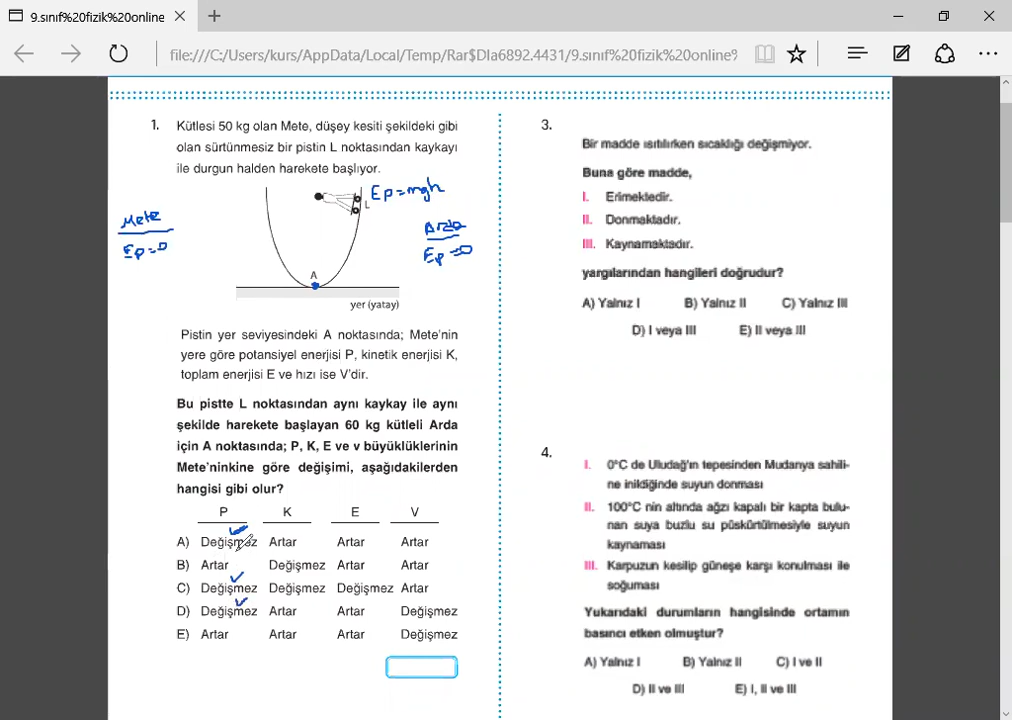 9.sınıf%20fizik%20online
file:///C:/Users/kurs/AppData/Local/Temp/Rar$DIa6892.4431/9.sınıf%20fizik%20online%
1.
Kütlesi 50 kg olan Mete, düşey kesiti şekildeki gibi
olan sürtünmesiz bir pistin L noktasından kaykayı
ile durgun halden harekete başlıyor.
Ep=mgh
L
Mete
Ep=0
Arda
Ep=0
A
yer (yatay)
Pistin yer seviyesindeki A noktasında; Mete'nin
yere göre potansiyel enerjisi P, kinetik enerjisi K,
toplam enerjisi E ve hızı ise V'dir.
Bu pistte L noktasından aynı kaykay ile aynı
şekilde harekete başlayan 60 kg kütleli Arda
için A noktasında; P, K, E ve v büyüklüklerinin
Mete'ninkine göre değişimi, aşağıdakilerden
hangisi gibi olur?
P K E V
A) Değişmez Artar Artar Artar
B) Artar Değişmez Artar Artar
C) Değişmez Değişmez Değişmez Artar
D) Değişmez Artar Artar Değişmez
E) Artar Artar Artar Değişmez
3.
Bir madde ısıtılırken sıcaklığı değişmiyor.
Buna göre madde,
I. Erimektedir.
II. Donmaktadır.
III. Kaynamaktadır.
yargılarından hangileri doğrudur?
A) Yalnız I B) Yalnız II C) Yalnız III
D) I veya III E) II veya III
4.
I. 0°C de Uludağ'ın tepesinden Mudanya sahili-
ne inildiğinde suyun donması
II. 100°C nin altında ağzı kapalı bir kapta bulu-
nan suya buzlu su püskürtülmesiyle suyun
kaynaması
III. Karpuzun kesilip güneşe karşı konulması ile
soğuması
Yukarıdaki durumların hangisinde ortamın
basıncı etken olmuştur?
A) Yalnız I B) Yalnız II C) I ve II
D) II ve III E) I, II ve III